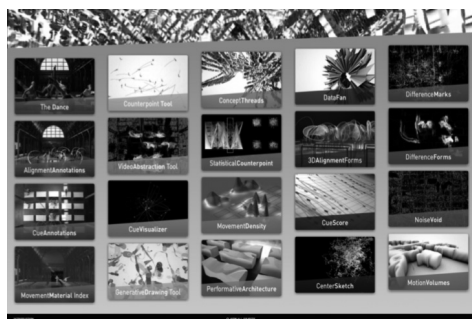 The Dance
Counterpoint Tool
ConceptThreads
DataFan
DifferenceMarks
AlignmentAnnotations
VideoAbstraction Tool
StatisticalCounterpoint
3DAlignmentForms
DifferenceForms
CueAnnotations
CueVisualizer
MovementDensity
CueScore
NoiseVoid
MovementMaterial Index
GenerativeDrawing Tool
PerformativeArchitecture
CenterSketch
MotionVolumes